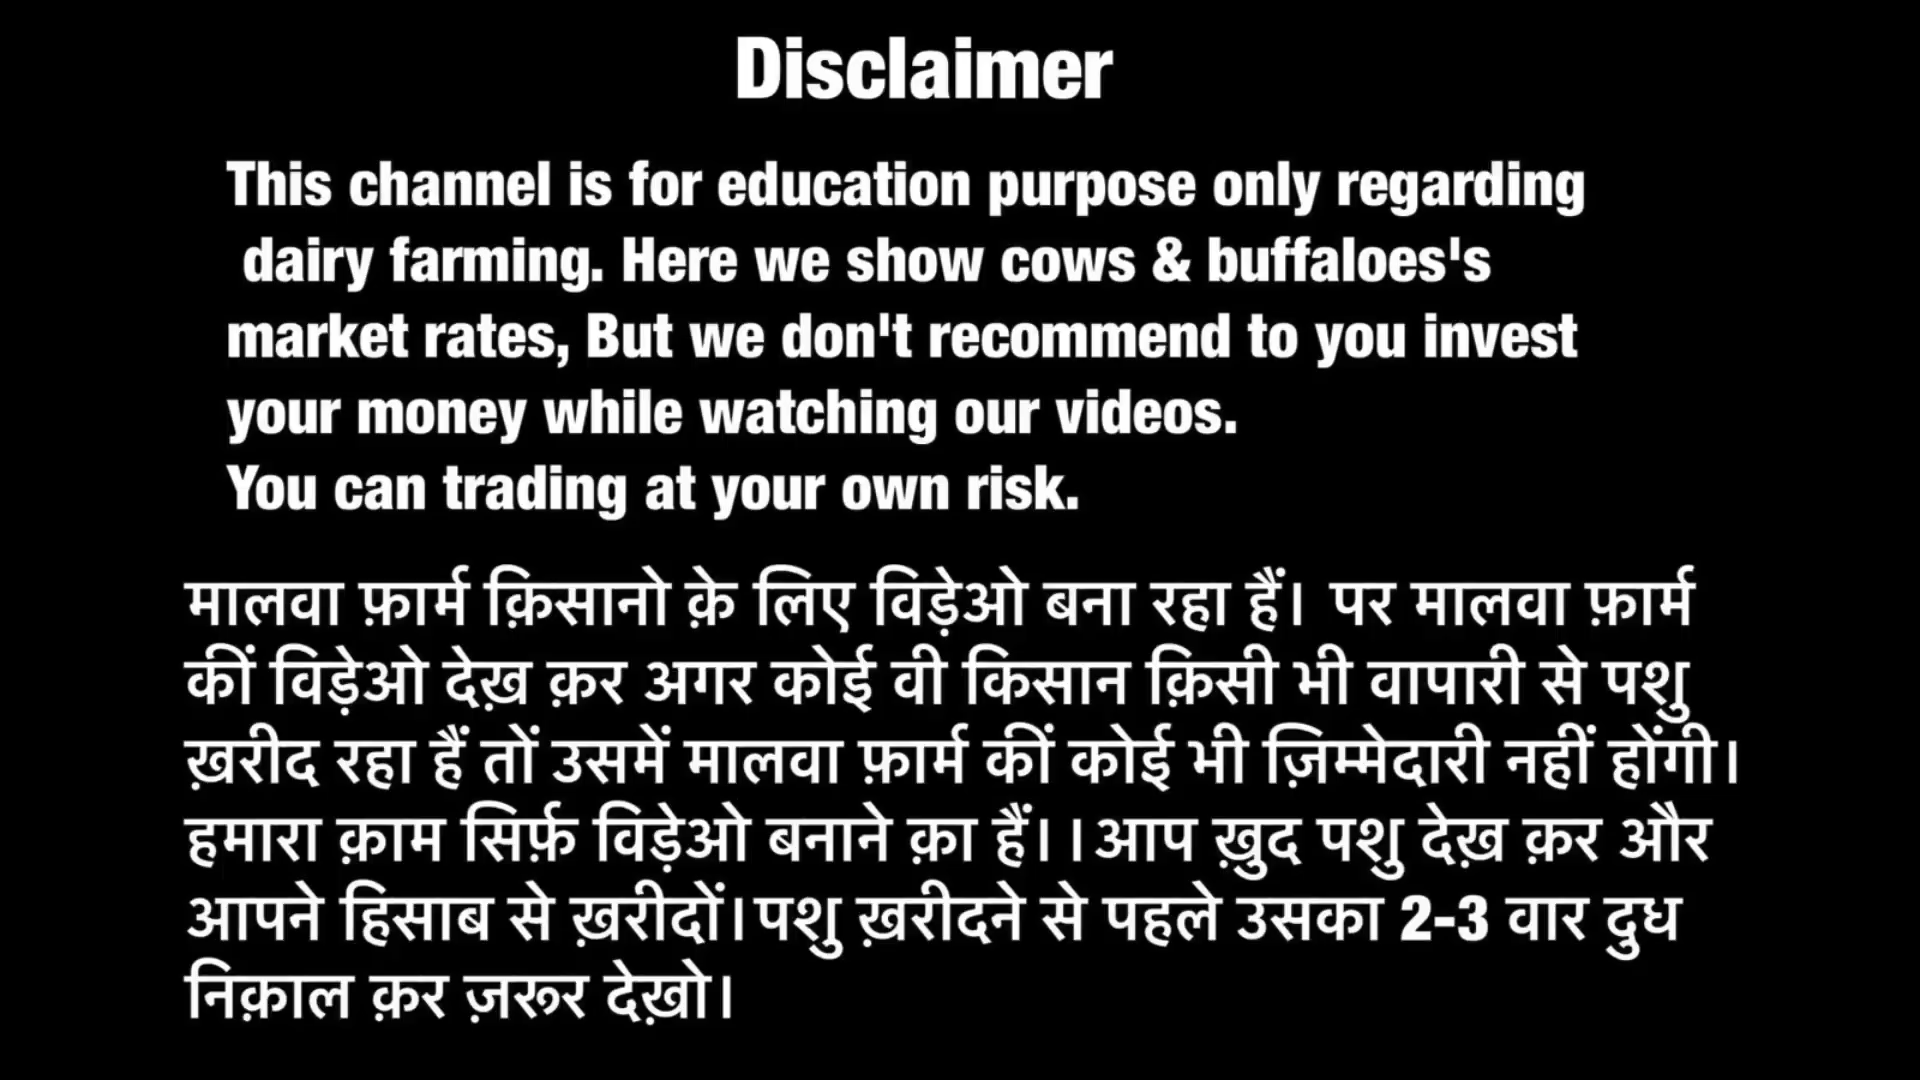 Disclaimer
This channel is for education purpose only regarding
dairy farming. Here we show cows & buffaloes's
market rates, But we don't recommend to you invest
your money while watching our videos.
You can trading at your own risk.
मालवा फ़ार्म क़िसानो क़े लिए विड़ेओ बना रहा हैं। पर मालवा फ़ार्म
कीं विड़ेओ देख़ क़र अगर कोई वी किसान क़िसी भी वापारी से पशु
ख़रीद रहा हैं तों उसमें मालवा फ़ार्म कीं कोई भी ज़िम्मेदारी नहीं होंगी।
हमारा क़ाम सिर्फ़ विड़ेओ बनाने क़ा हैं।।आप ख़ुद पशु देख़ क़र और
आपने हिसाब से ख़रीदों।पशु ख़रीदने से पहले उसका 2-3 वार दुध
निक़ाल क़र ज़रूर देख़ो।